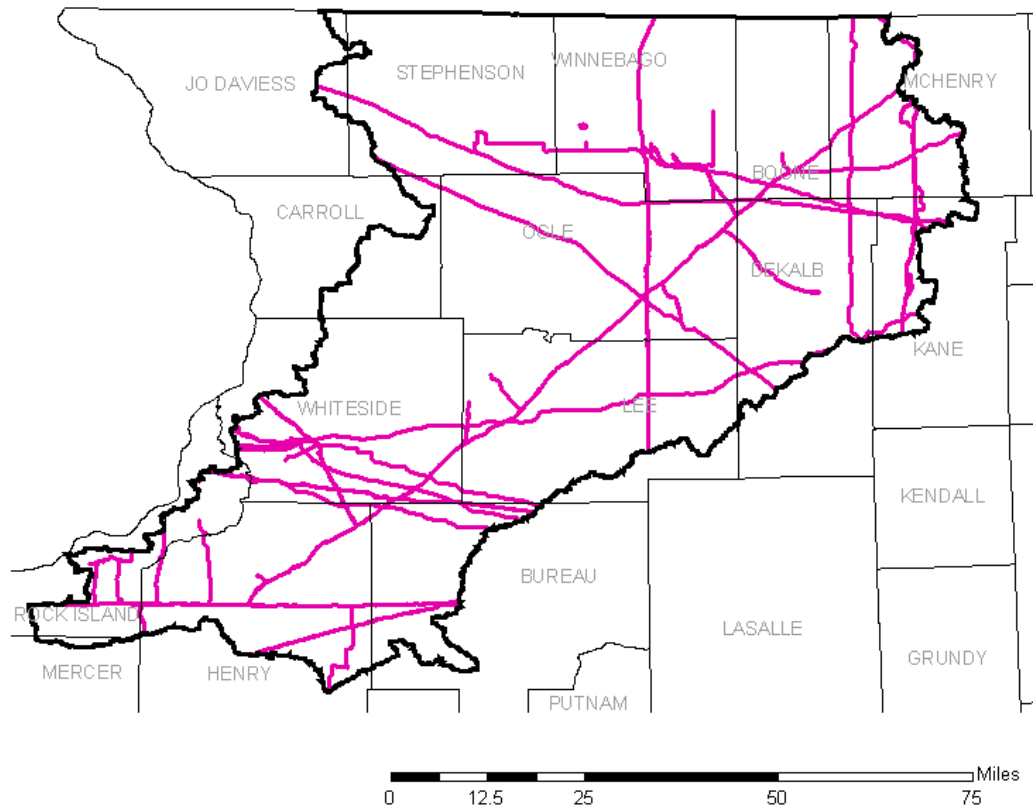 JO DAVIESS
STEPHENSON
WINNEBAGO
MCHENRY
BOONE
CARROLL
OGLE
DEKALB
KANE
WHITESIDE
LEE
KENDALL
BUREAU
ROCK ISLAND
LASALLE
MERCER
HENRY
GRUNDY
PUTNAM
Miles
0 12.5 25 50 75